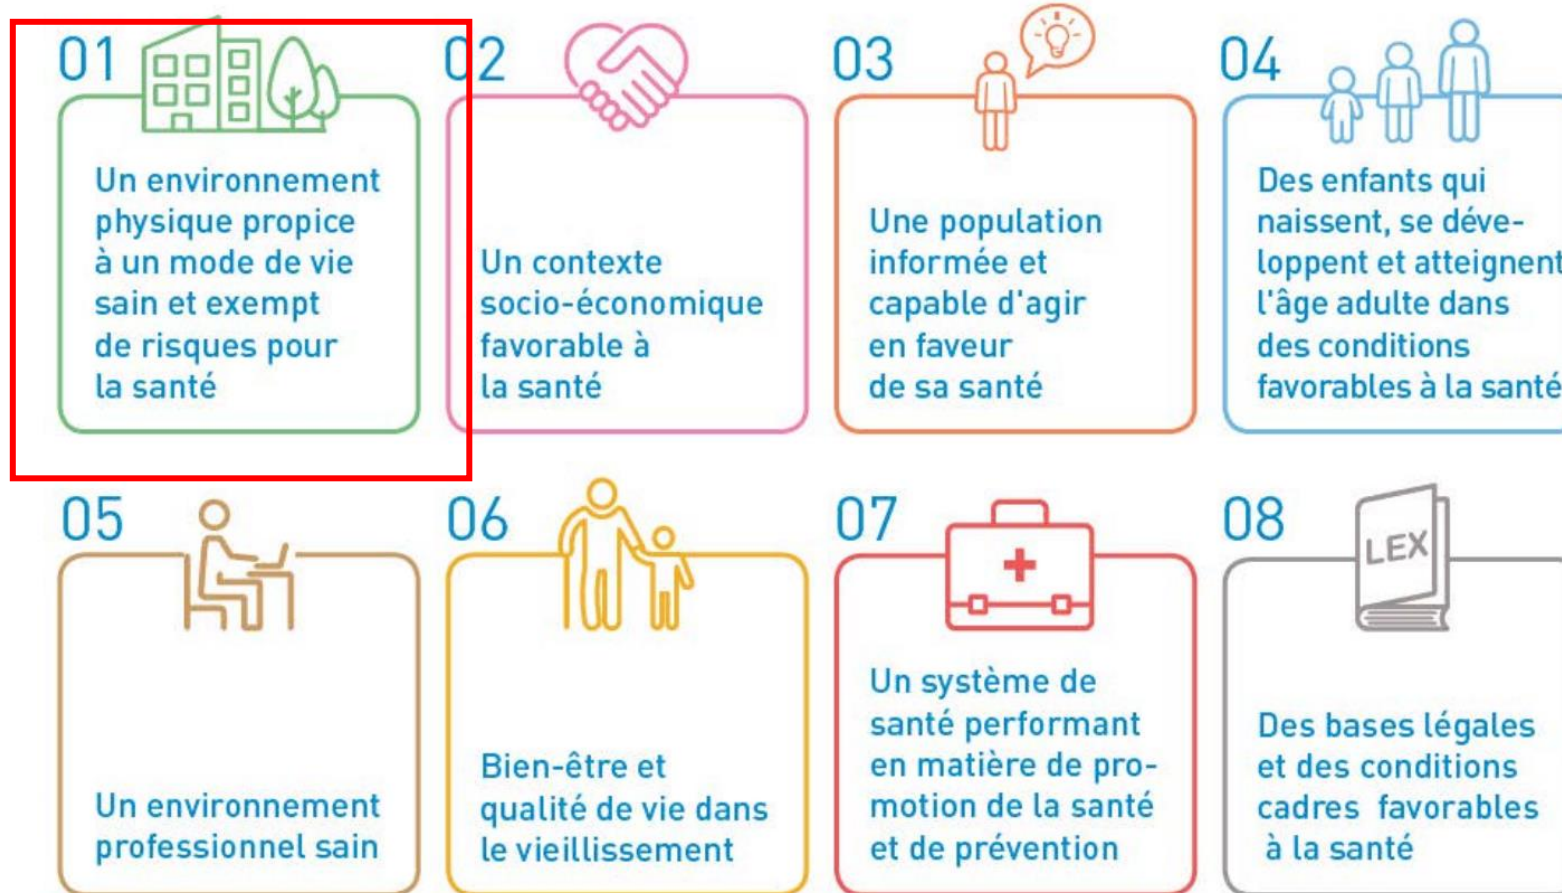 01
Un environnement
physique propice
à un mode de vie
sain et exempt
de risques pour
la santé
02
Un contexte
socio-économique
favorable à
la santé
03
Une population
informée et
capable d'agir
en faveur
de sa santé
04
Des enfants qui
naissent, se déve-
loppent et atteignent
l'âge adulte dans
des conditions
favorables à la santé
05
Un environnement
professionnel sain
06
Bien-être et
qualité de vie dans
le vieillissement
07
Un système de
santé performant
en matière de pro-
motion de la santé
et de prévention
08
LEX
Des bases légales
et des conditions
cadres favorables
à la santé